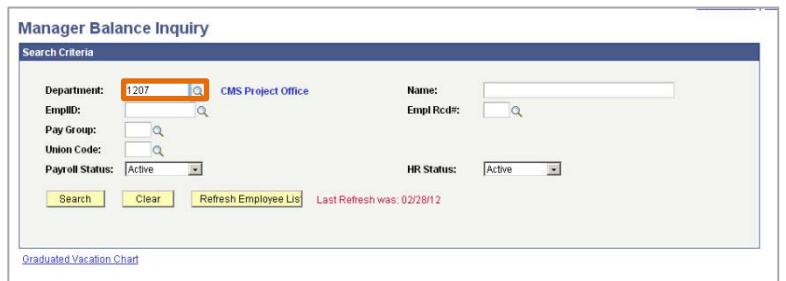 Manager Balance Inquiry
Search Criteria
Department: 1207 CMS Project Office Name:
EmplID: Empl Rcd#:
Pay Group:
Union Code:
Payroll Status: Active HR Status: Active
Search Clear Refresh Employee Lis Last Refresh was: 02/28/12
Graduated Vacation Chart